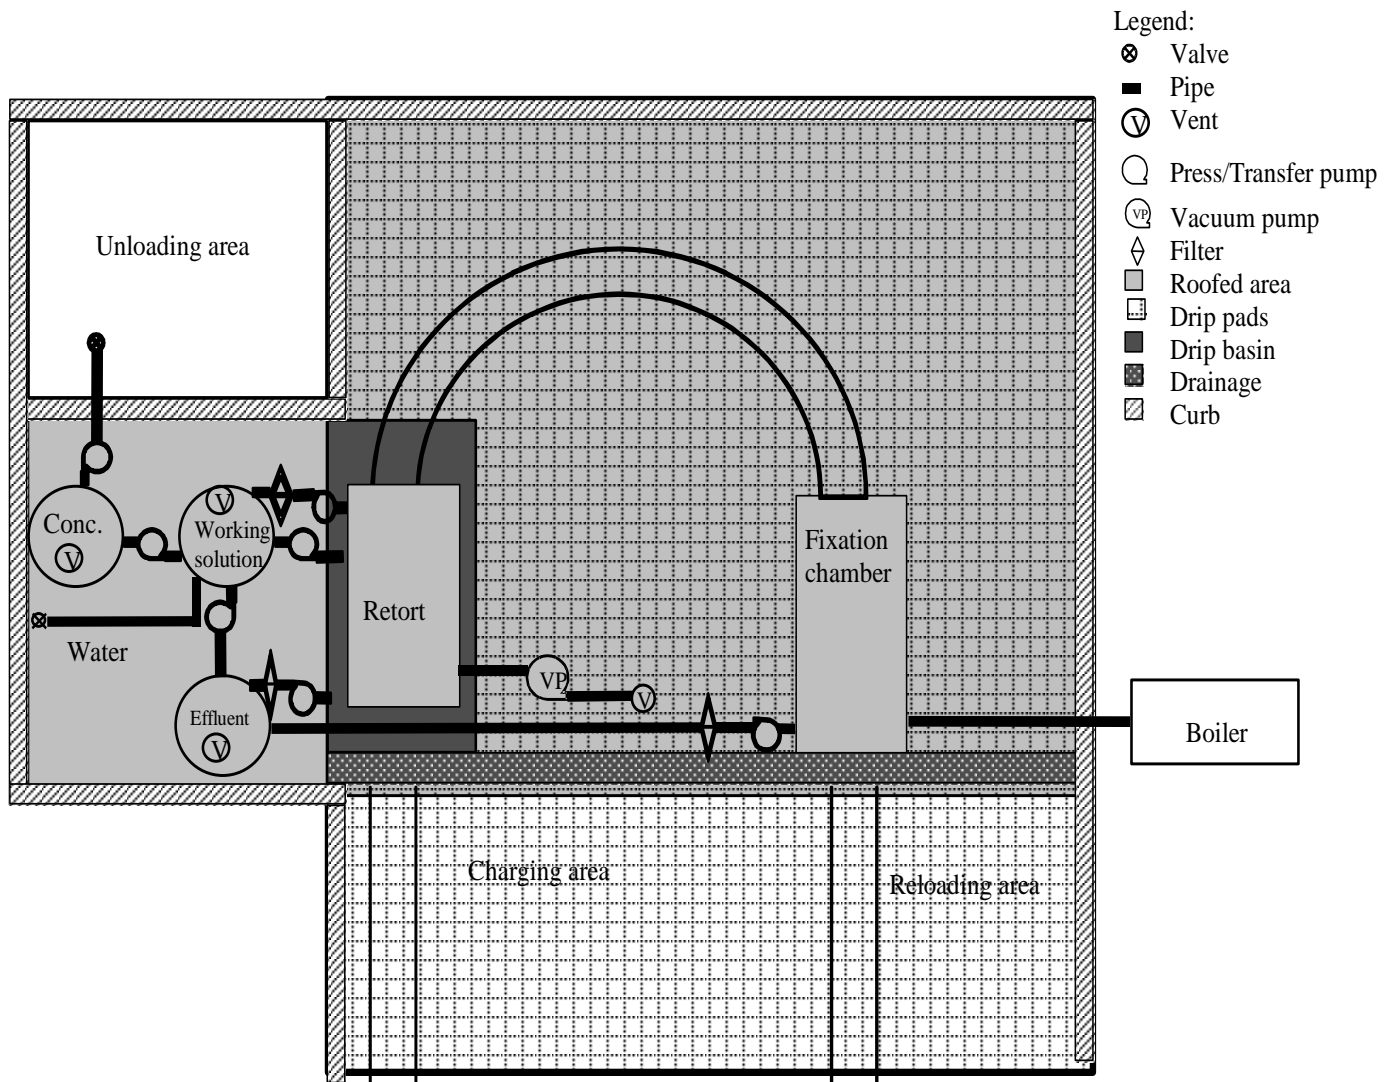 Legend:
Valve
Pipe
V Vent
Press/Transfer pump
VP Vacuum pump
Filter
Roofed area
Drip pads
Drip basin
Drainage
Curb
Unloading area
Conc.
V
V
Working
solution
Retort
Fixation
chamber
Water
VP
V
Effluent
V
Boiler
Charging area
Reloading area